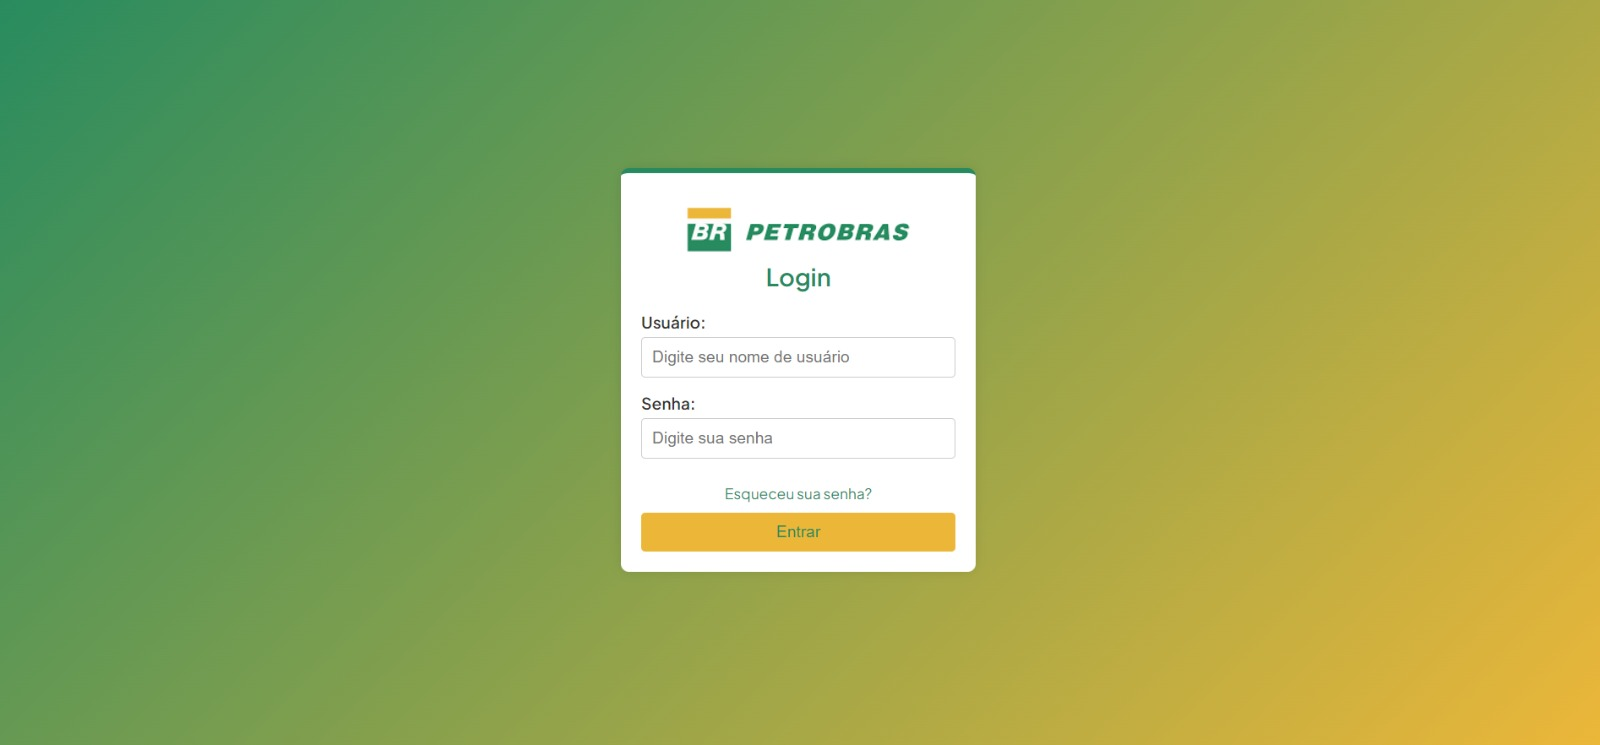 BR PETROBRAS
Login
Usuário:
Digite seu nome de usuário
Senha:
Digite sua senha
Esqueceu sua senha?
Entrar